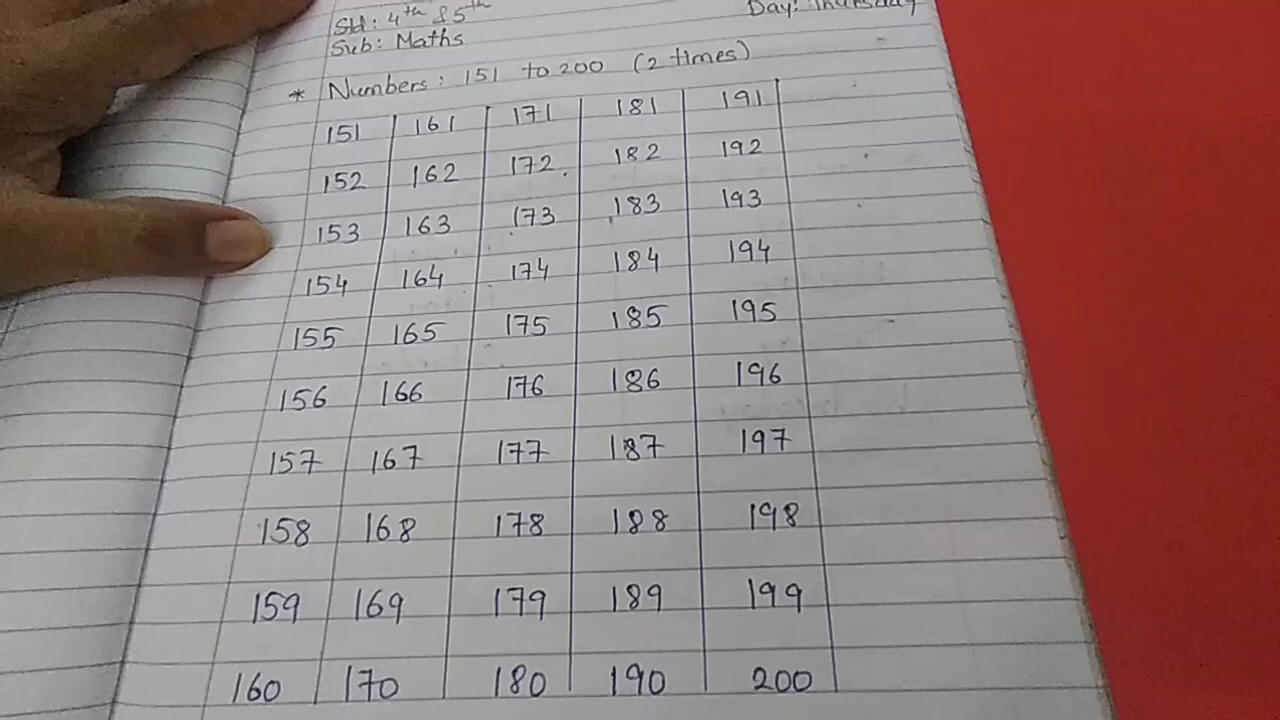 Std: 4th & 5th
Day: Thursday
Sub: Maths
* Numbers: 151 to 200 (2 times)
151 161 171 181 191
152 162 172 182 192
153 163 173 183 193
154 164 174 184 194
155 165 175 185 195
156 166 176 186 196
157 167 177 187 197
158 168 178 188 198
159 169 179 189 199
160 170 180 190 200